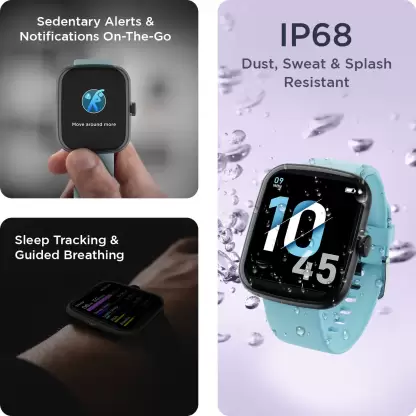 Sedentary Alerts &
Notifications On-The-Go
Move around more
Sleep Tracking &
Guided Breathing
IP68
Dust, Sweat & Splash
Resistant
09
10
45